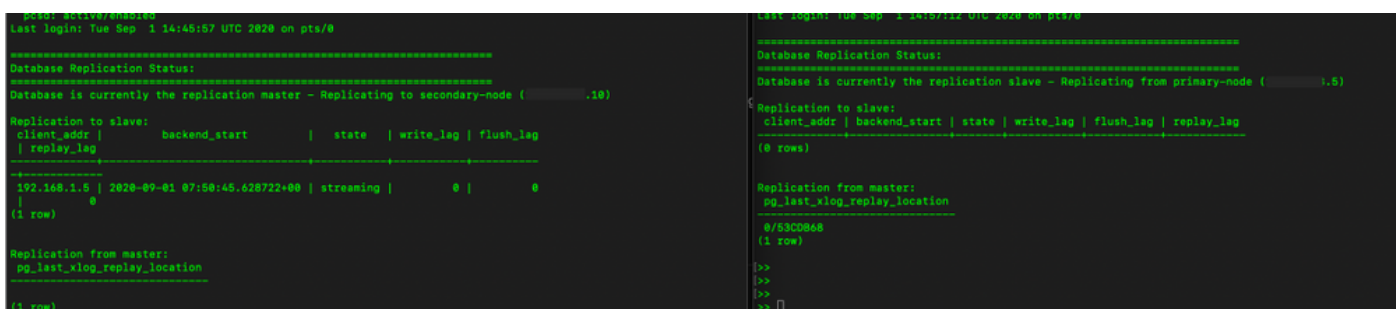 pcsd: active/enabled
Last login: Tue Sep  1 14:45:57 UTC 2020 on pts/0
=========================================================================
Database Replication Status:
=========================================================================
Database is currently the replication master – Replicating to secondary-node (        .10)
Replication to slave:
client_addr |         backend_start         |   state   | write_lag | flush_lag
| replay_lag
-------------+-------------------------------+-----------+-----------+----------
-+------------
192.168.1.5 | 2020-09-01 07:50:45.628722+00 | streaming |         0 |         0
|          0
(1 row)
Replication from master:
pg_last_xlog_replay_location
------------------------------
(1 row)
Last login: Tue Sep  1 14:57:12 UTC 2020 on pts/0
=========================================================================
Database Replication Status:
=========================================================================
Database is currently the replication slave – Replicating from primary-node (        .5)
Replication to slave:
client_addr | backend_start | state | write_lag | flush_lag | replay_lag
-------------+---------------+-------+-----------+-----------+------------
(0 rows)
Replication from master:
pg_last_xlog_replay_location
------------------------------
0/53CDB68
(1 row)
[>>
[>>
[>>
>>